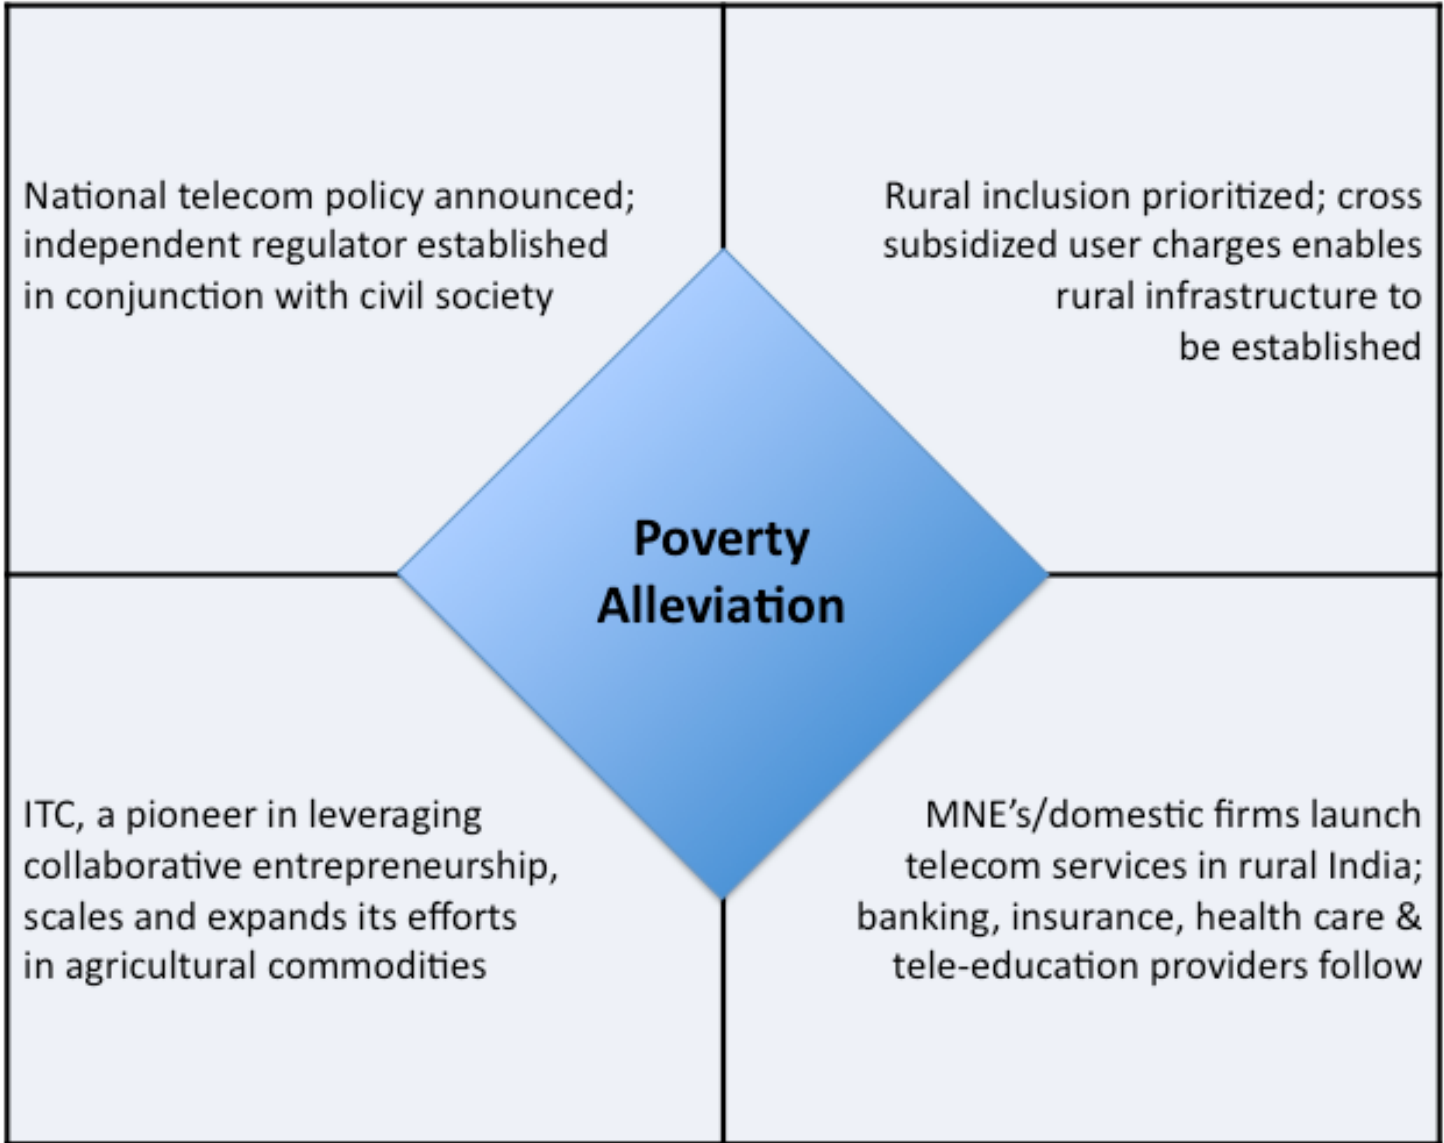 National telecom policy announced;
independent regulator established
in conjunction with civil society
Rural inclusion prioritized; cross
subsidized user charges enables
rural infrastructure to
be established
Poverty
Alleviation
ITC, a pioneer in leveraging
collaborative entrepreneurship,
scales and expands its efforts
in agricultural commodities
MNE's/domestic firms launch
telecom services in rural India;
banking, insurance, health care &
tele-education providers follow